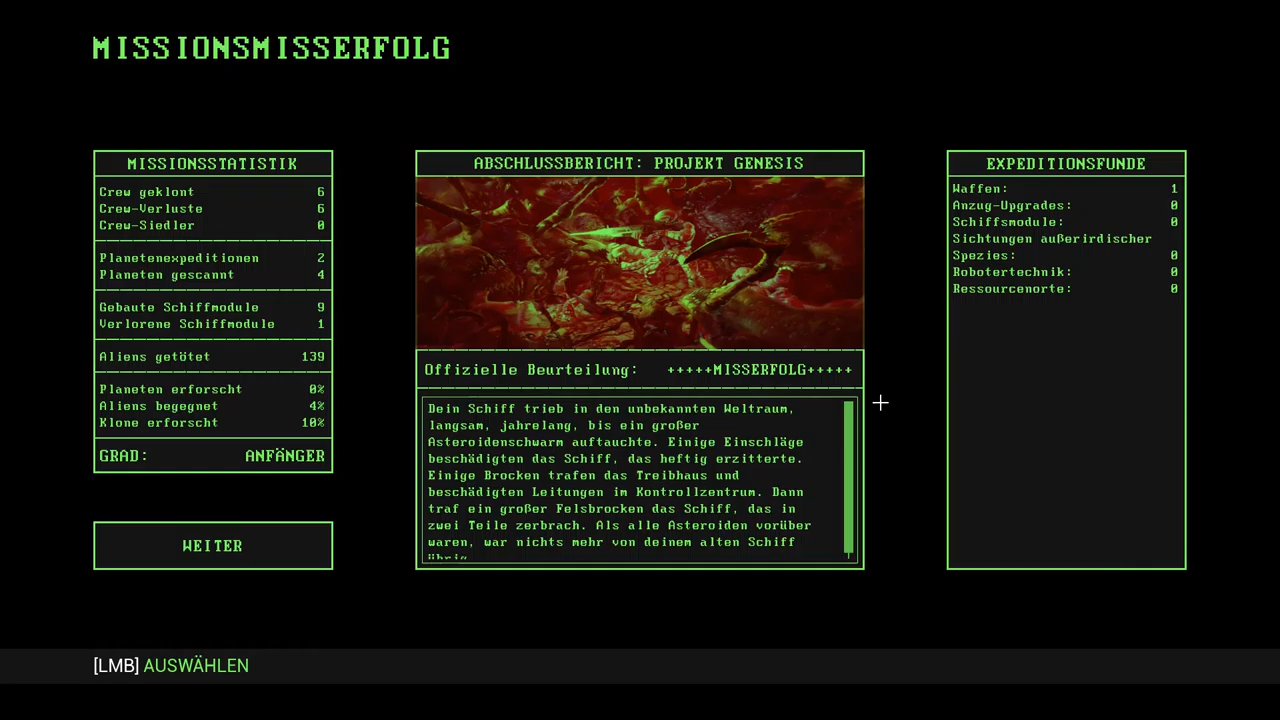 MISSIONSMISSERFOLG
MISSIONSSTATISTIK
Crew geklont 6
Crew-Verluste 6
Crew-Siedler 0
Planetenexpeditionen 2
Planeten gescannt 4
Gebaute Schiffmodule 9
Verlorene Schiffmodule 1
Aliens getötet 139
Planeten erforscht 0%
Aliens begegnet 4%
Klone erforscht 10%
GRAD: ANFÄNGER
WEITER
ABSCHLUSSBERICHT: PROJEKT GENESIS
Offizielle Beurteilung: +++++MISSERFOLG+++++
Dein Schiff trieb in den unbekannten Weltraum,
langsam, jahrelang, bis ein großer
Asteroidenschwarm auftauchte. Einige Einschläge
beschädigten das Schiff, das heftig erzitterte.
Einige Brocken trafen das Treibhaus und
beschädigten Leitungen im Kontrollzentrum. Dann
traf ein großer Felsbrocken das Schiff, das in
zwei Teile zerbrach. Als alle Asteroiden vorüber
waren, war nichts mehr von deinem alten Schiff
EXPEDITIONSFUNDE
Waffen: 1
Anzug-Upgrades: 0
Schiffsmodule: 0
Sichtungen außerirdischer
Spezies: 0
Robotertechnik: 0
Ressourcenorte: 0
[LMB] AUSWÄHLEN